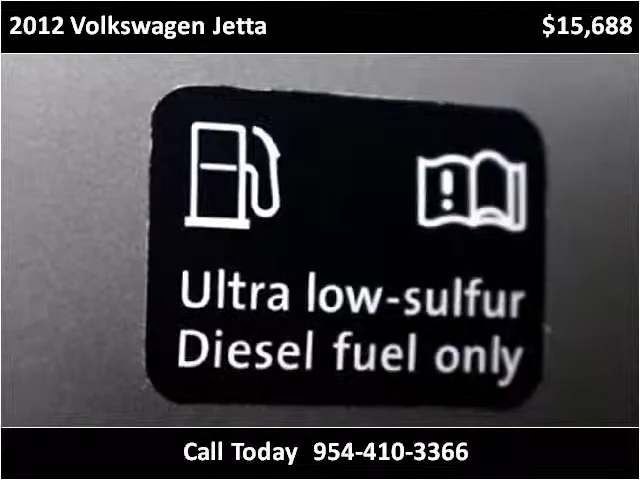 2012 Volkswagen Jetta $15,688
Ultra low-sulfur
Diesel fuel only
Call Today 954-410-3366